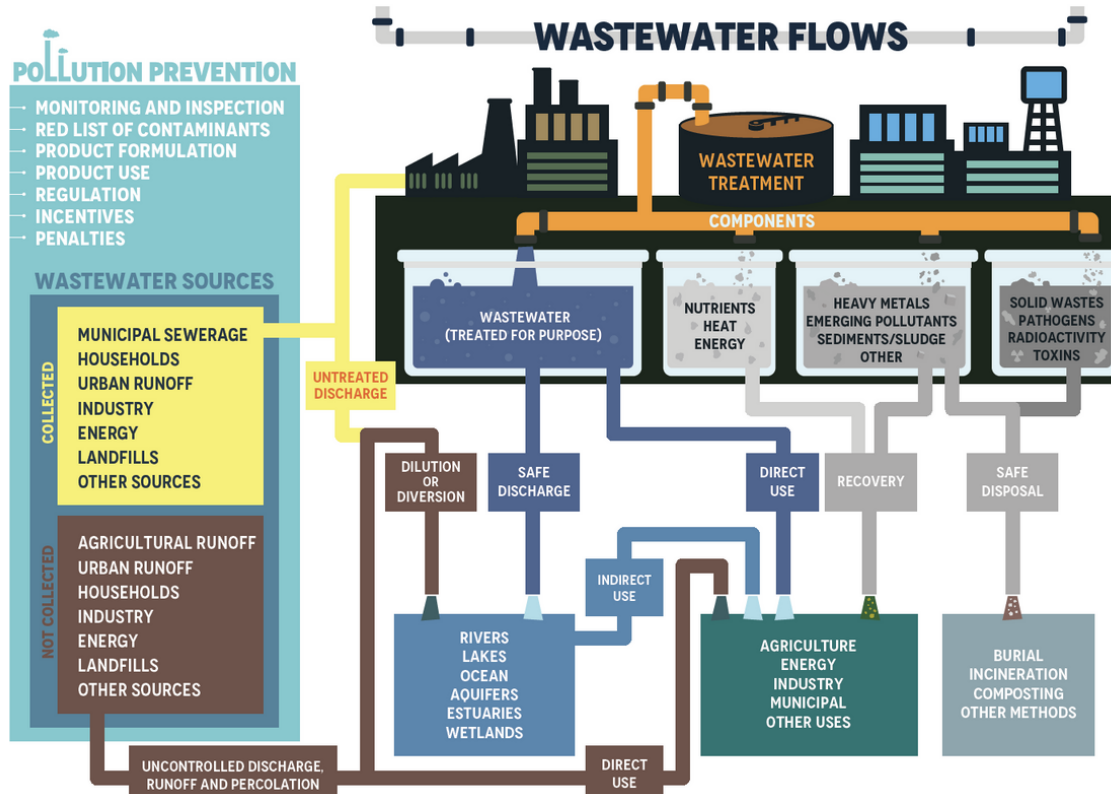 WASTEWATER FLOWS
POLLUTION PREVENTION
MONITORING AND INSPECTION
RED LIST OF CONTAMINANTS
PRODUCT FORMULATION
PRODUCT USE
REGULATION
INCENTIVES
PENALTIES
WASTEWATER SOURCES
COLLECTED
MUNICIPAL SEWERAGE
HOUSEHOLDS
URBAN RUNOFF
INDUSTRY
ENERGY
LANDFILLS
OTHER SOURCES
NOT COLLECTED
AGRICULTURAL RUNOFF
URBAN RUNOFF
HOUSEHOLDS
INDUSTRY
ENERGY
LANDFILLS
OTHER SOURCES
UNCONTROLLED DISCHARGE,
RUNOFF AND PERCOLATION
UNTREATED
DISCHARGE
WASTEWATER
TREATMENT
COMPONENTS
WASTEWATER
(TREATED FOR PURPOSE)
NUTRIENTS
HEAT
ENERGY
HEAVY METALS
EMERGING POLLUTANTS
SEDIMENTS/SLUDGE
OTHER
SOLID WASTES
PATHOGENS
RADIOACTIVITY
TOXINS
DILUTION
OR
DIVERSION
SAFE
DISCHARGE
DIRECT
USE
RECOVERY
SAFE
DISPOSAL
INDIRECT
USE
RIVERS
LAKES
OCEAN
AQUIFERS
ESTUARIES
WETLANDS
AGRICULTURE
ENERGY
INDUSTRY
MUNICIPAL
OTHER USES
BURIAL
INCINERATION
COMPOSTING
OTHER METHODS
DIRECT
USE